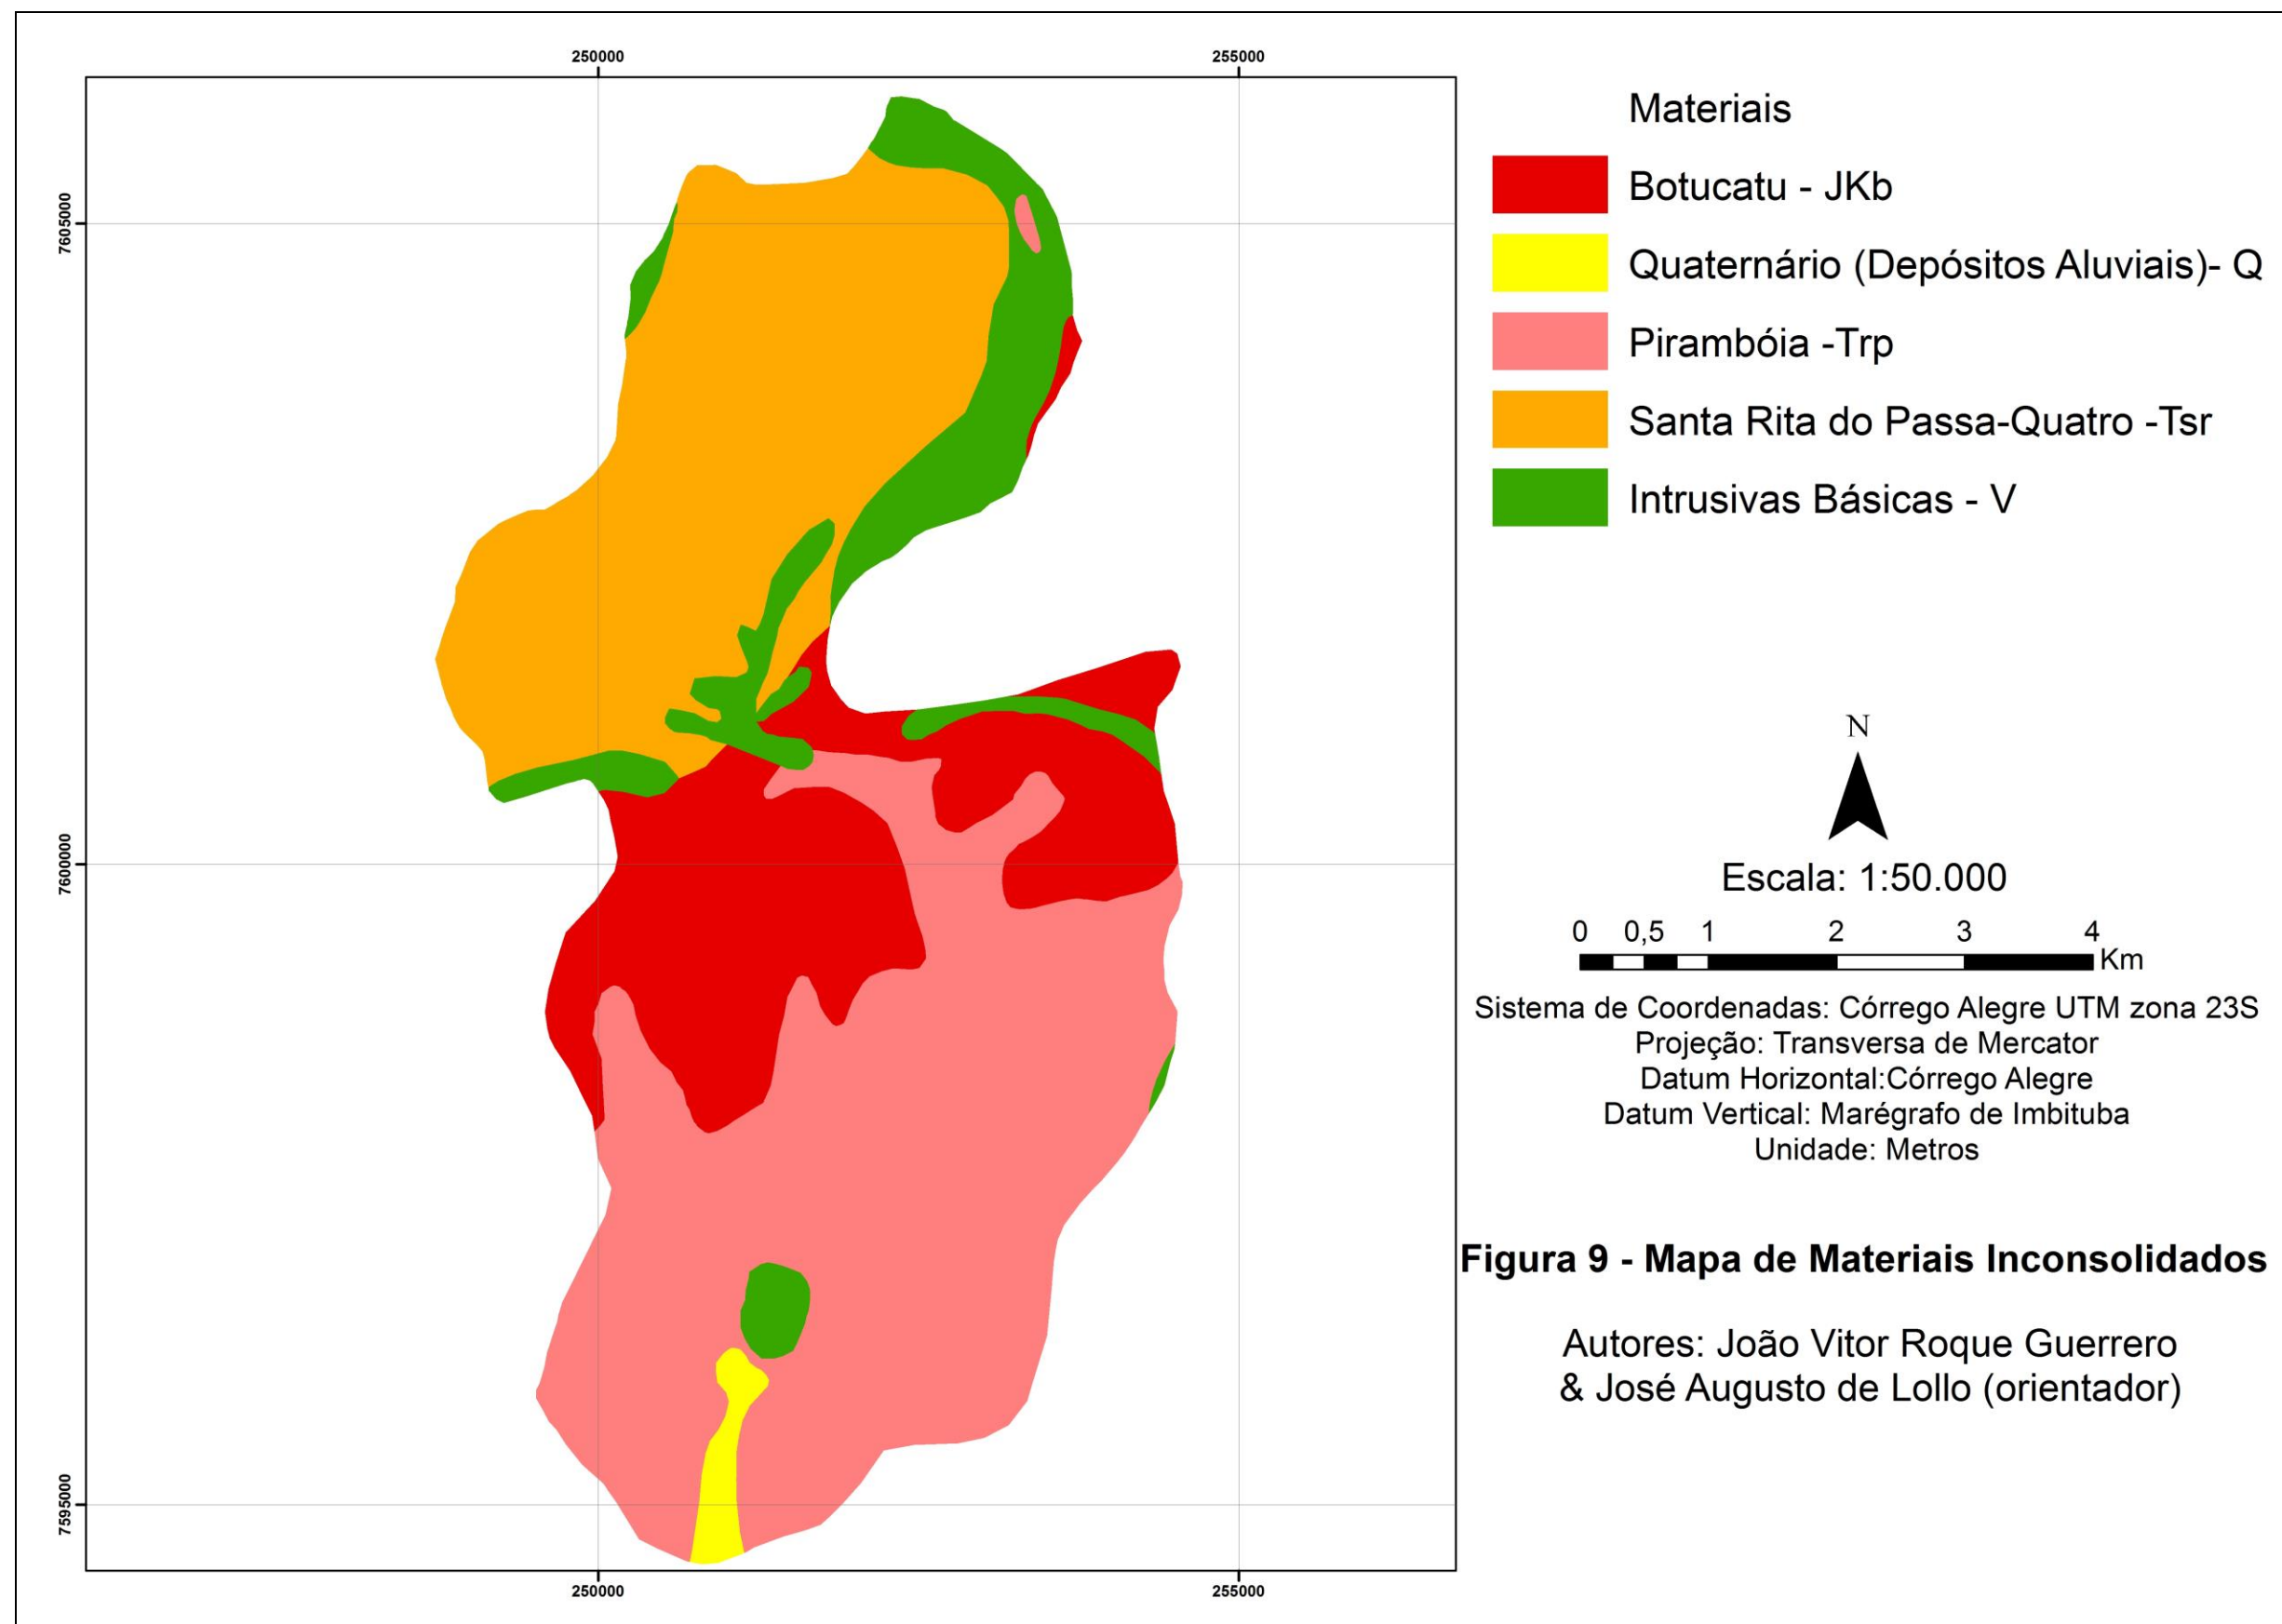 250000
255000
7605000
7600000
7595000
250000
255000
Materiais
Botucatu - JKb
Quaternário (Depósitos Aluviais)- Q
Pirambóia -Trp
Santa Rita do Passa-Quatro -Tsr
Intrusivas Básicas - V
N
Escala: 1:50.000
0 0,5 1 2 3 4
Km
Sistema de Coordenadas: Córrego Alegre UTM zona 23S
Projeção: Transversa de Mercator
Datum Horizontal:Córrego Alegre
Datum Vertical: Marégrafo de Imbituba
Unidade: Metros
Figura 9 - Mapa de Materiais Inconsolidados
Autores: João Vitor Roque Guerrero
& José Augusto de Lollo (orientador)